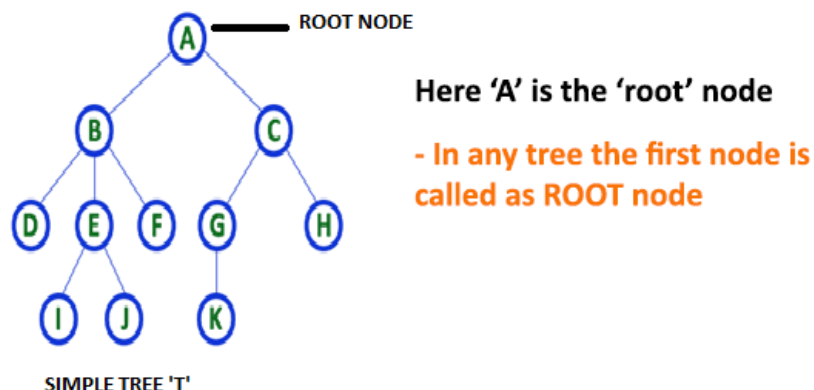 ROOT NODE
A
Here ‘A’ is the ‘root’ node
B
C
- In any tree the first node is
called as ROOT node
D
E
F
G
H
I
J
K
SIMPLE TREE 'T'